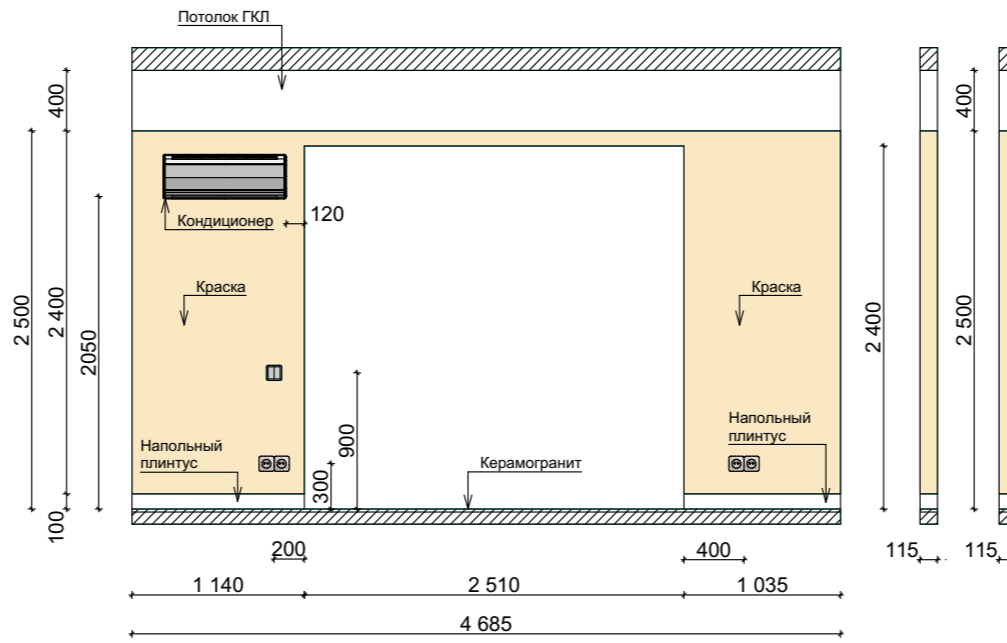 Потолок ГКЛ
400
400
Кондиционер
120
Краска
Краска
2 500
2 400
2050
2 400
2 500
Напольный
плинтус
900
300
Керамогранит
Напольный
плинтус
100
200
400
115
115
1 140
2 510
1 035
4 685